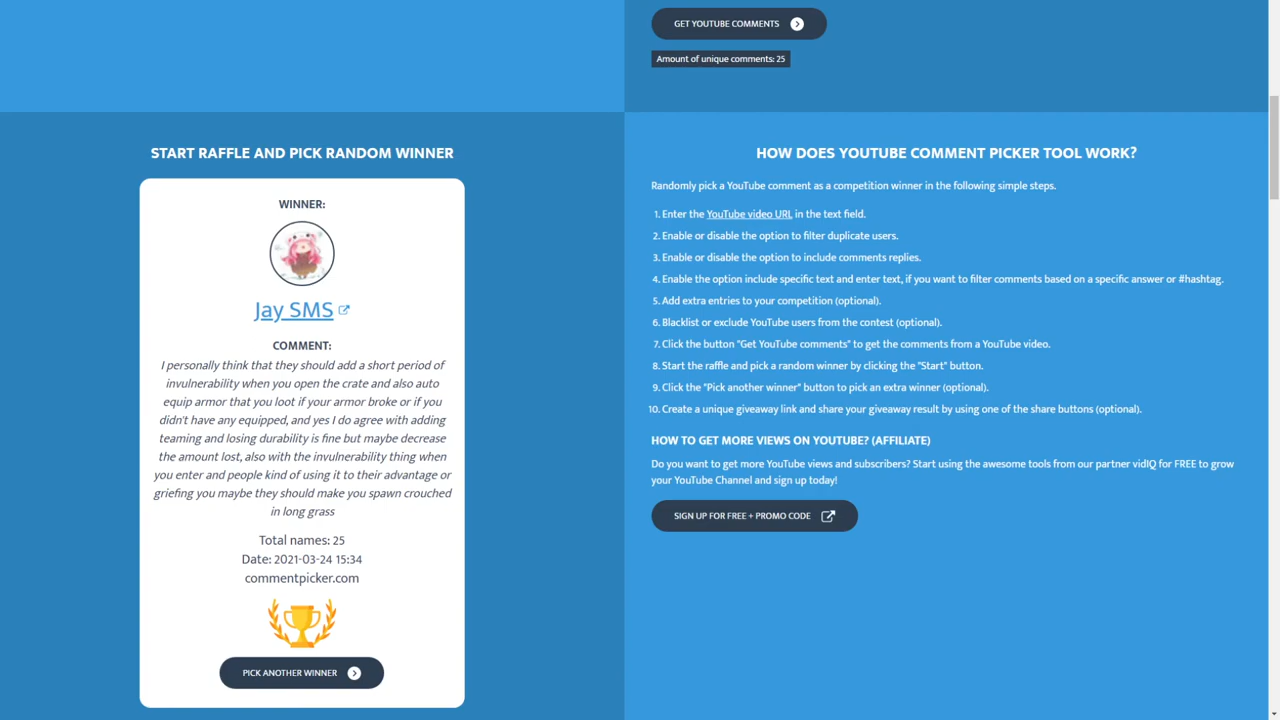 GET YOUTUBE COMMENTS
Amount of unique comments: 25
START RAFFLE AND PICK RANDOM WINNER
WINNER:
Jay SMS
COMMENT:
I personally think that they should add a short period of
invulnerability when you open the crate and also auto
equip armor that you loot if your armor broke or if you
didn't have any equipped, and yes I do agree with adding
teaming and losing durability is fine but maybe decrease
the amount lost, also with the invulnerability thing when
you enter and people kind of using it to their advantage or
griefing you maybe they should make you spawn crouched
in long grass
Total names: 25
Date: 2021-03-24 15:34
commentpicker.com
PICK ANOTHER WINNER
HOW DOES YOUTUBE COMMENT PICKER TOOL WORK?
Randomly pick a YouTube comment as a competition winner in the following simple steps.
1. Enter the YouTube video URL in the text field.
2. Enable or disable the option to filter duplicate users.
3. Enable or disable the option to include comments replies.
4. Enable the option include specific text and enter text, if you want to filter comments based on a specific answer or #hashtag.
5. Add extra entries to your competition (optional).
6. Blacklist or exclude YouTube users from the contest (optional).
7. Click the button "Get YouTube comments" to get the comments from a YouTube video.
8. Start the raffle and pick a random winner by clicking the "Start" button.
9. Click the "Pick another winner" button to pick an extra winner (optional).
10. Create a unique giveaway link and share your giveaway result by using one of the share buttons (optional).
HOW TO GET MORE VIEWS ON YOUTUBE? (AFFILIATE)
Do you want to get more YouTube views and subscribers? Start using the awesome tools from our partner vidIQ for FREE to grow
your YouTube Channel and sign up today!
SIGN UP FOR FREE + PROMO CODE